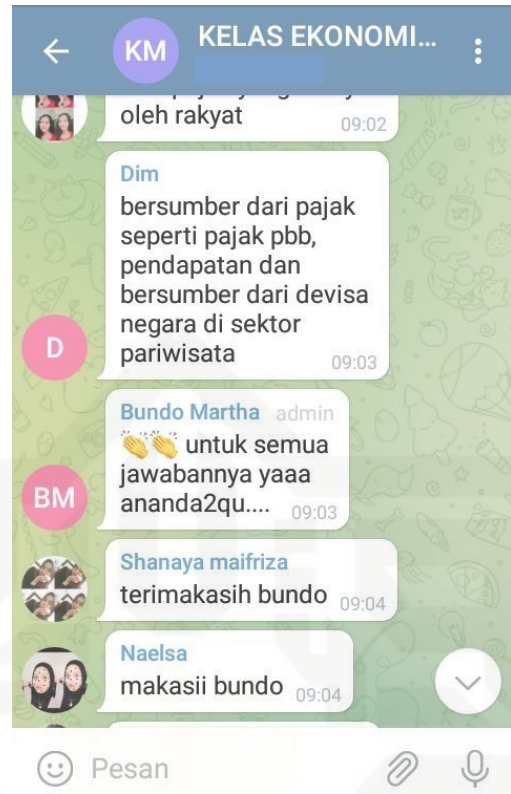 KM
KELAS EKONOMI...
oleh rakyat
09:02
Dim
bersumber dari pajak
seperti pajak pbb,
pendapatan dan
bersumber dari devisa
negara di sektor
pariwisata
09:03
D
Bundo Martha admin
👏👏 untuk semua
jawabannya yaaa
ananda2qu....
09:03
BM
Shanaya maifriza
terimakasih bundo
09:04
Naelsa
makasii bundo
09:04
Pesan